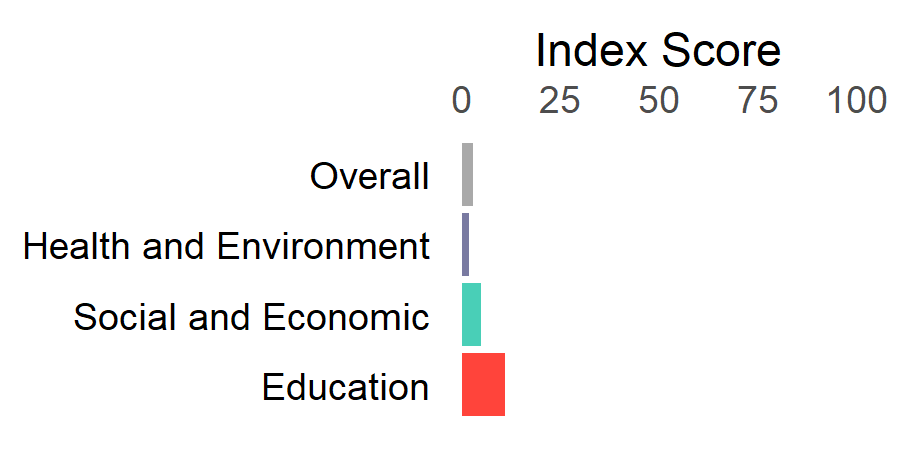 Index Score
0 25 50 75 100
Overall
Health and Environment
Social and Economic
Education